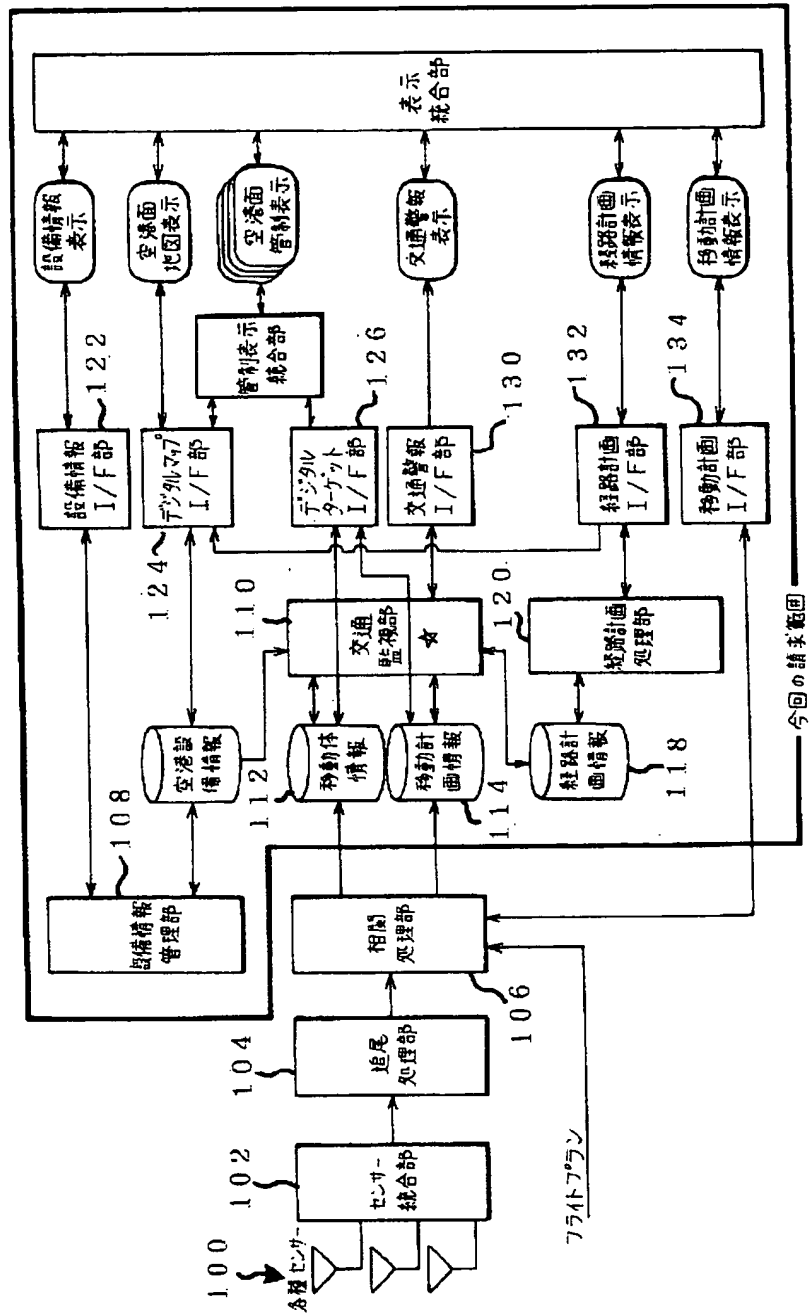 100
各種センサー
102
センサー
統合部
104
追尾
処理部
相関
処理部
106
フライトプラン
108
設備情報
管理部
空港設
備情報
112
移動体
情報
移動計
画情報
114
経路計
画情報
118
110
交通
監視部
☆
120
経路計画
処理部
設備情報
I/F部
122
124
デジタルマップ
I/F部
管制表示
統合部
デジタル
ターゲット
I/F部
126
交通警報
I/F部
130
経路計画
I/F部
132
移動計画
I/F部
134
設備情報
表示
空港面
地図表示
空港面
管制表示
交通警報
表示
経路計画
情報表示
移動計画
情報表示
表示
統合部
今回の請求範囲